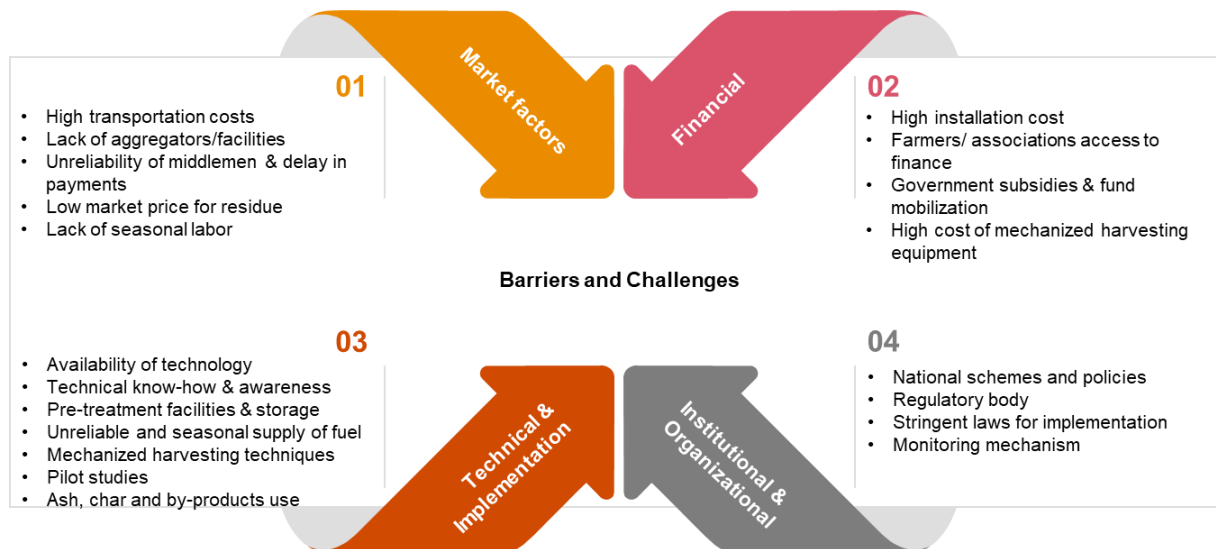 Market factors
Financial
01
• High transportation costs
• Lack of aggregators/facilities
• Unreliability of middlemen & delay in
payments
• Low market price for residue
• Lack of seasonal labor
02
• High installation cost
• Farmers/ associations access to
finance
• Government subsidies & fund
mobilization
• High cost of mechanized harvesting
equipment
Barriers and Challenges
03
• Availability of technology
• Technical know-how & awareness
• Pre-treatment facilities & storage
• Unreliable and seasonal supply of fuel
• Mechanized harvesting techniques
• Pilot studies
• Ash, char and by-products use
Technical &
Implementation
Institutional &
Organizational
04
• National schemes and policies
• Regulatory body
• Stringent laws for implementation
• Monitoring mechanism